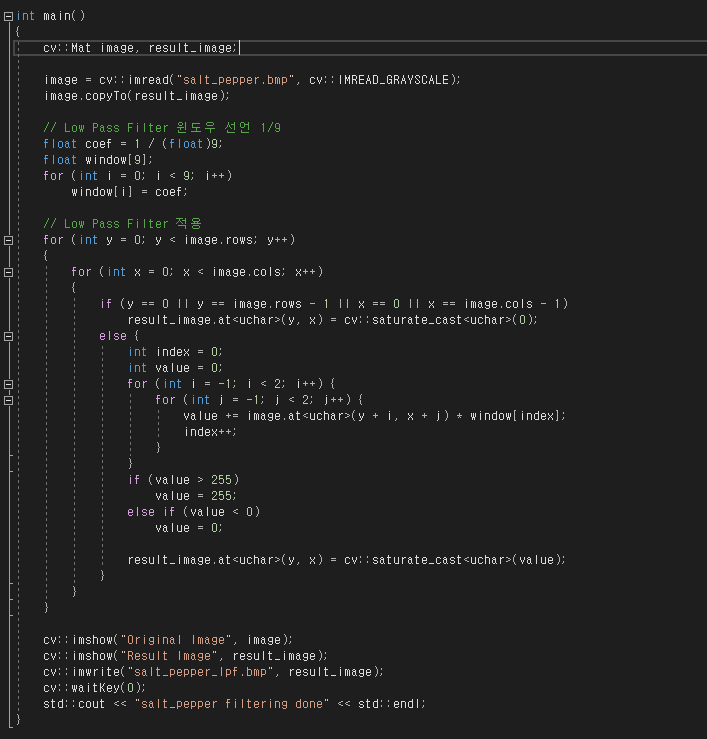 int main()
{
cv::Mat image, result_image;
image = cv::imread("salt_pepper.bmp", cv::IMREAD_GRAYSCALE);
image.copyTo(result_image);
// Low Pass Filter 윈도우 선언 1/9
float coef = 1 / (float)9;
float window[9];
for (int i = 0; i < 9; i++)
window[i] = coef;
// Low Pass Filter 적용
for (int y = 0; y < image.rows; y++)
{
for (int x = 0; x < image.cols; x++)
{
if (y == 0 || y == image.rows - 1 || x == 0 || x == image.cols - 1)
result_image.at<uchar>(y, x) = cv::saturate_cast<uchar>(0);
else {
int index = 0;
int value = 0;
for (int i = -1; i < 2; i++) {
for (int j = -1; j < 2; j++) {
value += image.at<uchar>(y + i, x + j) * window[index];
index++;
}
}
if (value > 255)
value = 255;
else if (value < 0)
value = 0;
result_image.at<uchar>(y, x) = cv::saturate_cast<uchar>(value);
}
}
}
cv::imshow("Original Image", image);
cv::imshow("Result Image", result_image);
cv::imwrite("salt_pepper_lpf.bmp", result_image);
cv::waitKey(0);
std::cout << "salt_pepper filtering done" << std::endl;
}